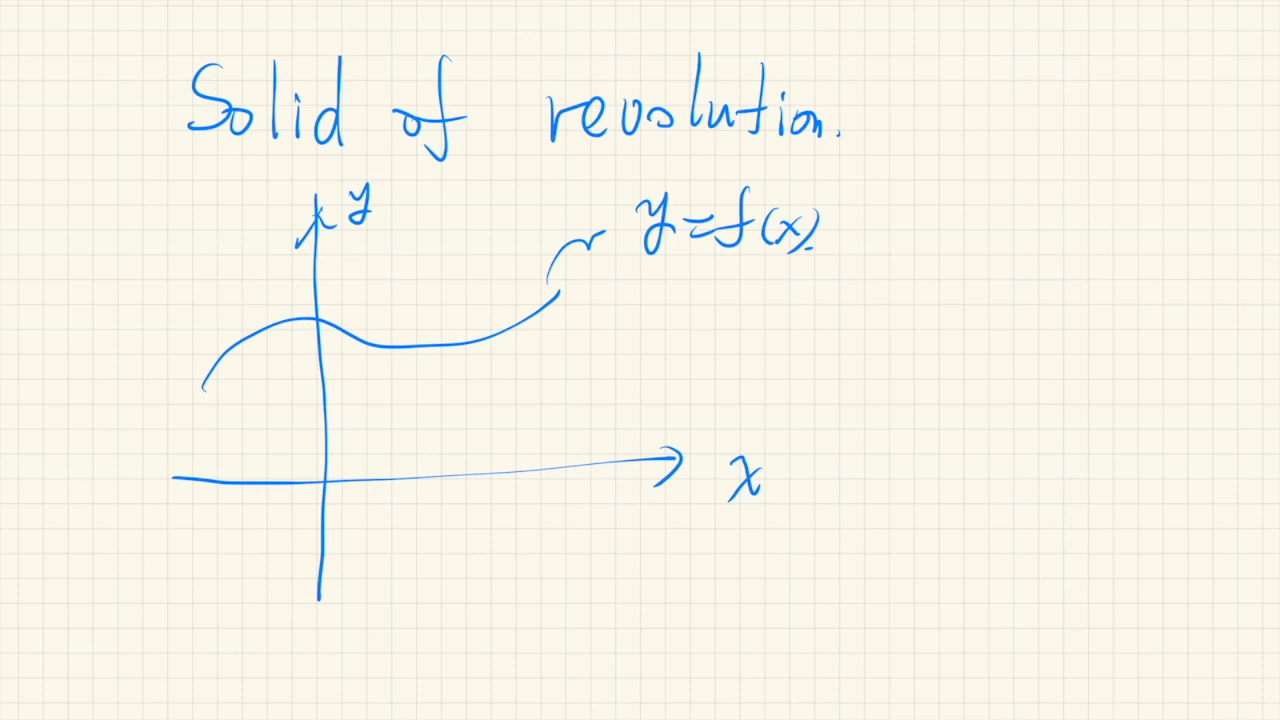 Solid of revolution.
y
y=f(x).
x